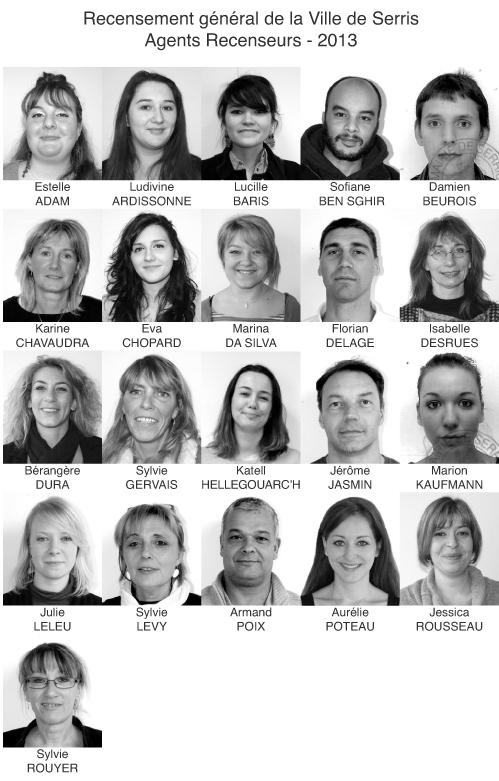 Recensement général de la Ville de Serris
Agents Recenseurs - 2013
Estelle ADAM
Ludivine ARDISSONNE
Lucille BARIS
Sofiane BEN SGHIR
Damien BEUROIS
Karine CHAVAUDRA
Eva CHOPARD
Marina DA SILVA
Florian DELAGE
Isabelle DESRUES
Bérangère DURA
Sylvie GERVAIS
Katell HELLEGOUARC'H
Jérôme JASMIN
Marion KAUFMANN
Julie LELEU
Sylvie LEVY
Armand POIX
Aurélie POTEAU
Jessica ROUSSEAU
Sylvie ROUYER